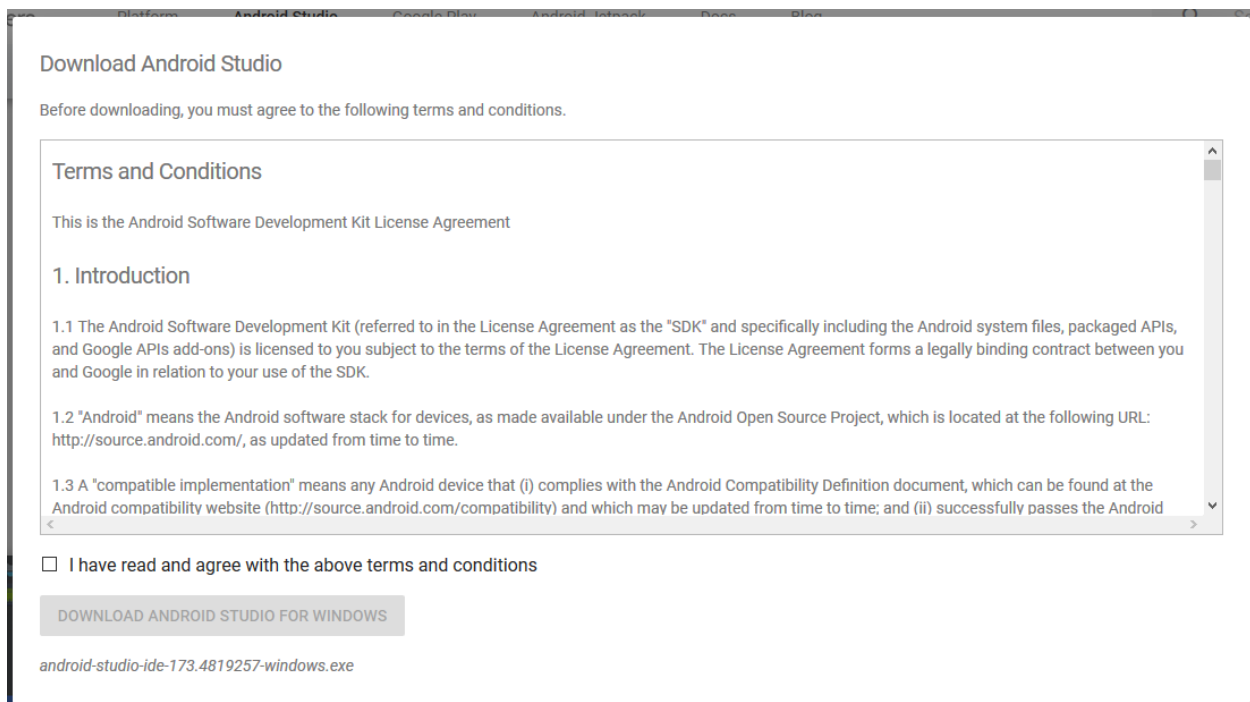 Platform Android Studio Google Play Android Jetpack Docs Blog
Download Android Studio
Before downloading, you must agree to the following terms and conditions.
Terms and Conditions
This is the Android Software Development Kit License Agreement
1. Introduction
1.1 The Android Software Development Kit (referred to in the License Agreement as the "SDK" and specifically including the Android system files, packaged APIs,
and Google APIs add-ons) is licensed to you subject to the terms of the License Agreement. The License Agreement forms a legally binding contract between you
and Google in relation to your use of the SDK.
1.2 "Android" means the Android software stack for devices, as made available under the Android Open Source Project, which is located at the following URL:
http://source.android.com/, as updated from time to time.
1.3 A "compatible implementation" means any Android device that (i) complies with the Android Compatibility Definition document, which can be found at the
Android compatibility website (http://source.android.com/compatibility) and which may be updated from time to time; and (ii) successfully passes the Android
I have read and agree with the above terms and conditions
DOWNLOAD ANDROID STUDIO FOR WINDOWS
android-studio-ide-173.4819257-windows.exe